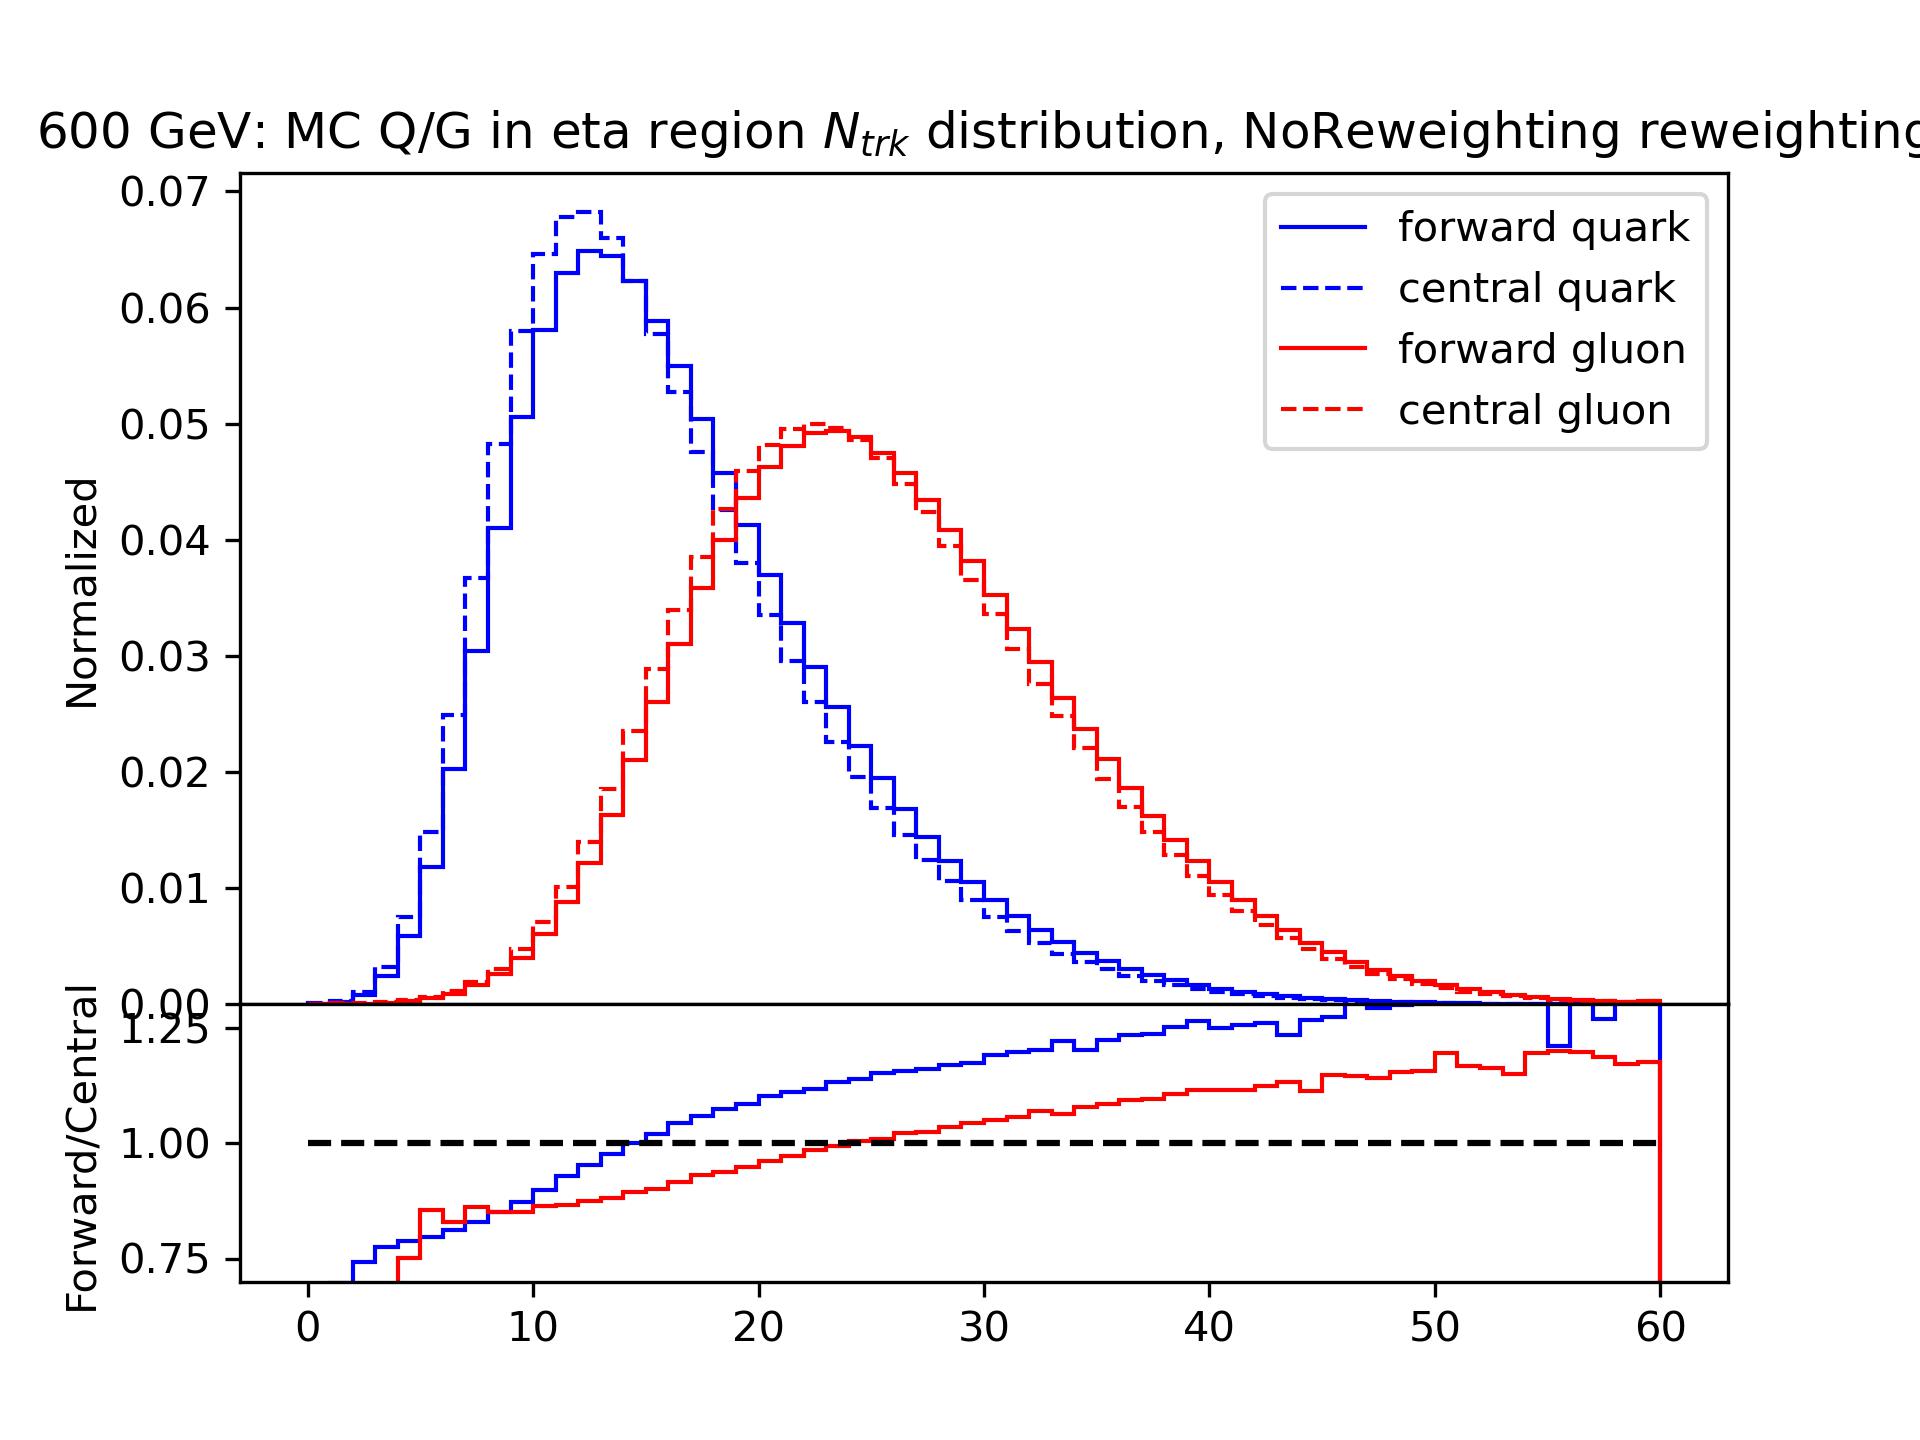 600 GeV: MC Q/G in eta region N_trk distribution, NoReweighting reweighting
0.07
0.06
0.05
0.04
0.03
0.02
0.01
0.00
Normalized
forward quark
central quark
forward gluon
central gluon
1.25
1.00
0.75
Forward/Central
0 10 20 30 40 50 60